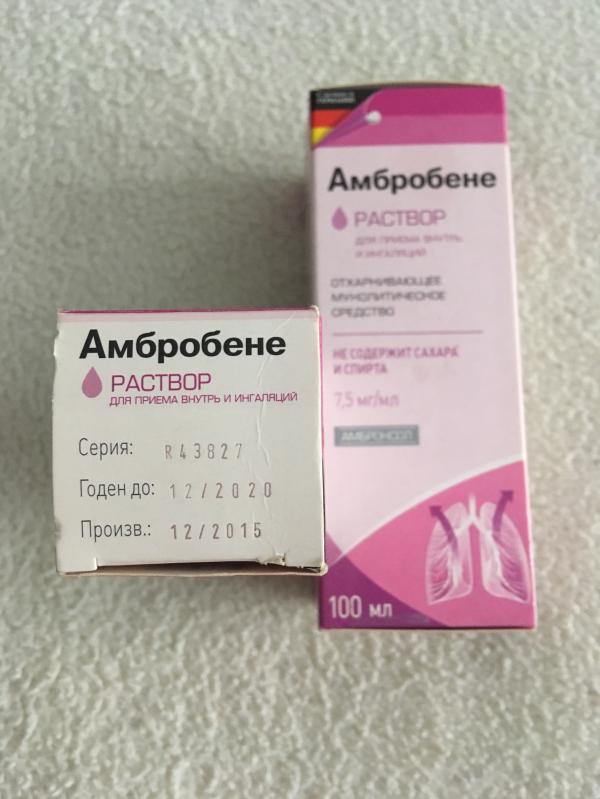 Амбробене
РАСТВОР
ДЛЯ ПРИЕМА ВНУТРЬ И ИНГАЛЯЦИЙ
Серия: R43827
Годен до: 12/2020
Произв.: 12/2015
Амбробене
РАСТВОР
ДЛЯ ПРИЕМА ВНУТРЬ
И ИНГАЛЯЦИЙ
ОТХАРКИВАЮЩЕЕ
МУКОЛИТИЧЕСКОЕ
СРЕДСТВО
НЕ СОДЕРЖИТ САХАРА
И СПИРТА
7,5 мг/мл
АМБРОКСОЛ
100 мл